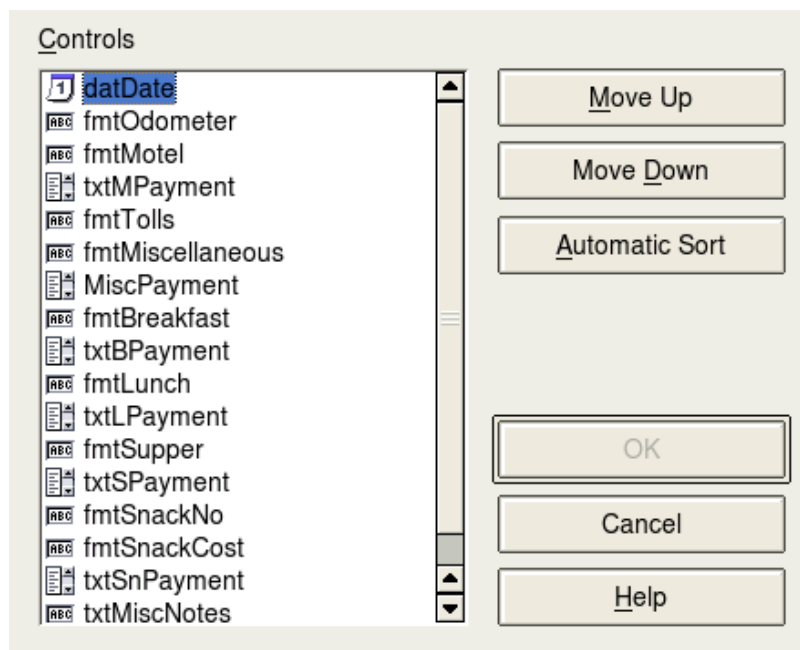 Controls
datDate
fmtOdometer
fmtMotel
txtMPayment
fmtTolls
fmtMiscellaneous
MiscPayment
fmtBreakfast
txtBPayment
fmtLunch
txtLPayment
fmtSupper
txtSPayment
fmtSnackNo
fmtSnackCost
txtSnPayment
txtMiscNotes
Move Up
Move Down
Automatic Sort
OK
Cancel
Help